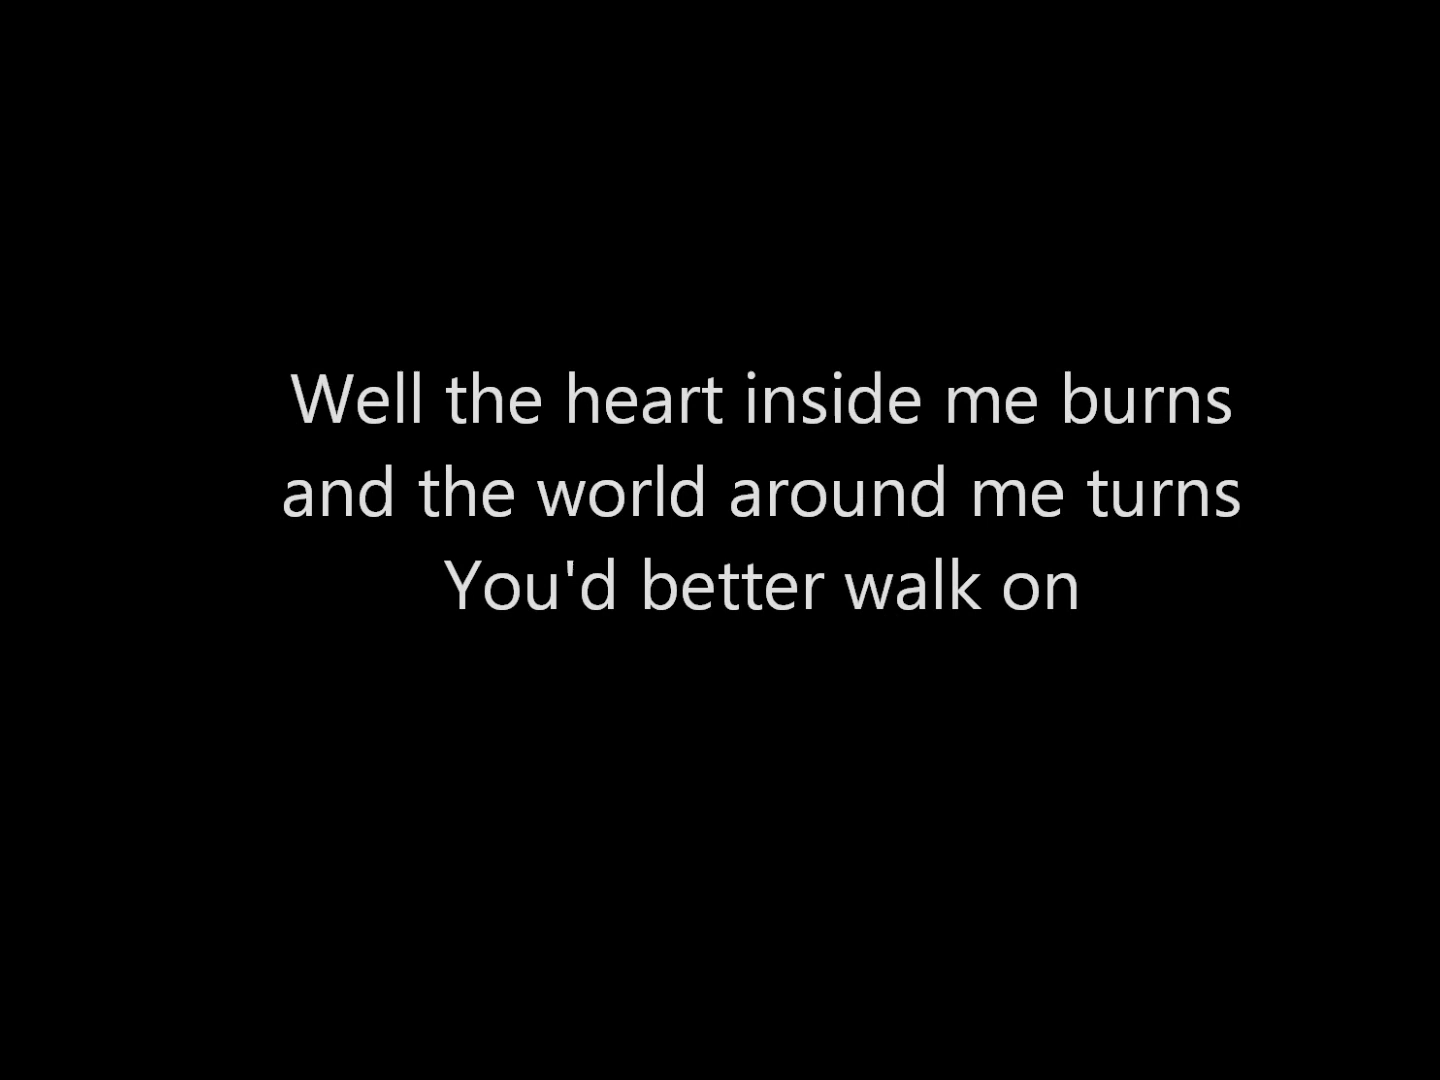 Well the heart inside me burns
and the world around me turns
You'd better walk on